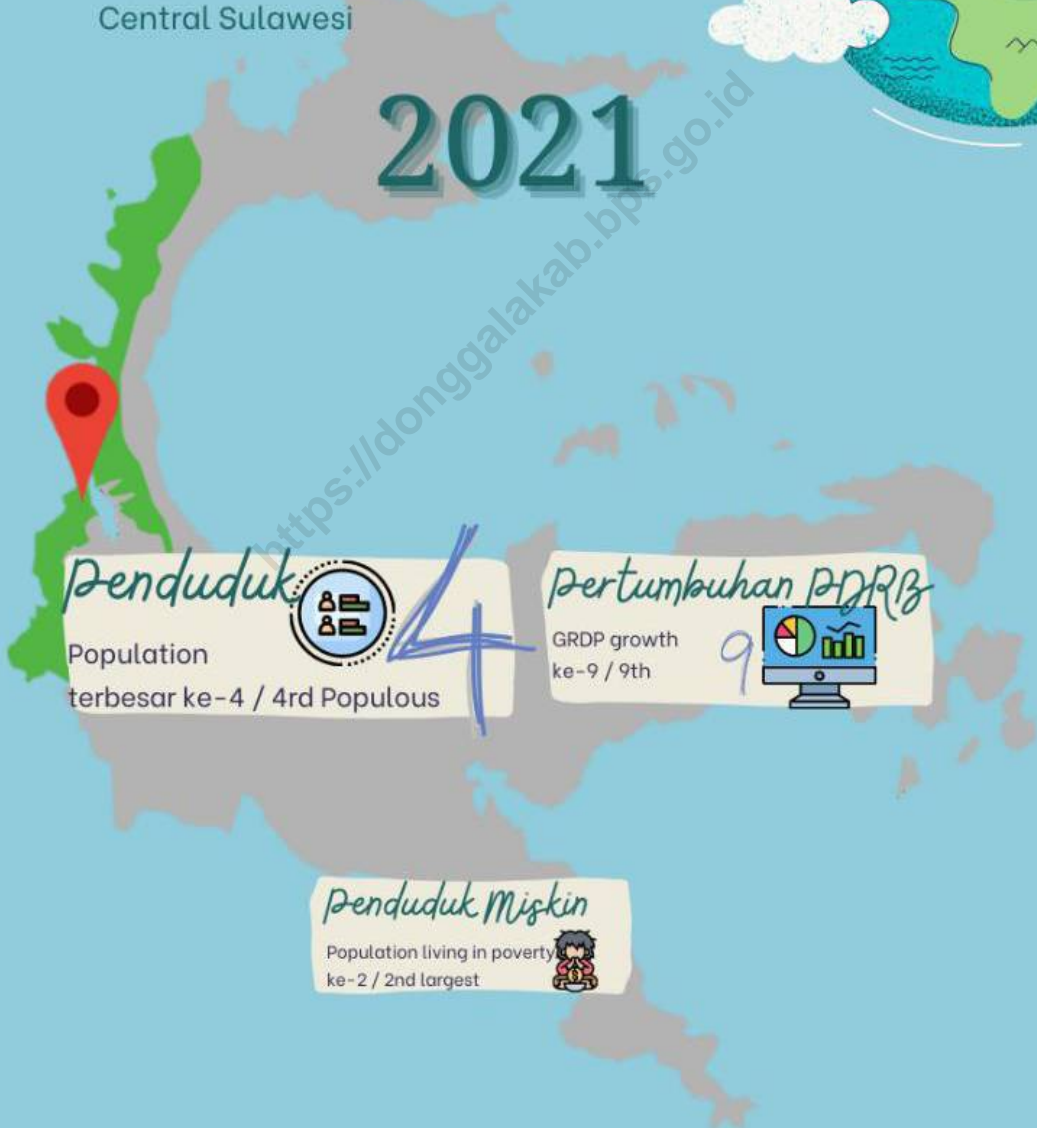 Central Sulawesi
2021
https://donggalakab.bps.go.id
Penduduk
Population
terbesar ke-4 / 4rd Populous
4
Pertumbuhan PDRB
GRDP growth
ke-9 / 9th
9
Penduduk Miskin
Population living in poverty
ke-2 / 2nd largest